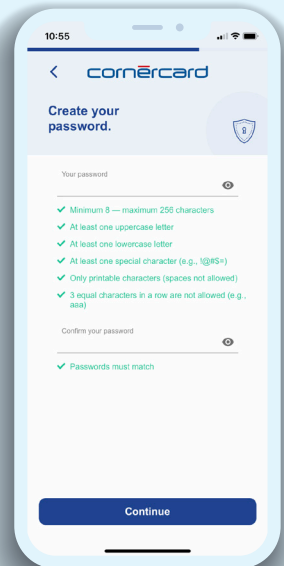 10:55
cornèrcard
Create your
password.
Your password
Minimum 8 — maximum 256 characters
At least one uppercase letter
At least one lowercase letter
At least one special character (e.g., !@#$=)
Only printable characters (spaces not allowed)
3 equal characters in a row are not allowed (e.g.,
aaa)
Confirm your password
Passwords must match
Continue